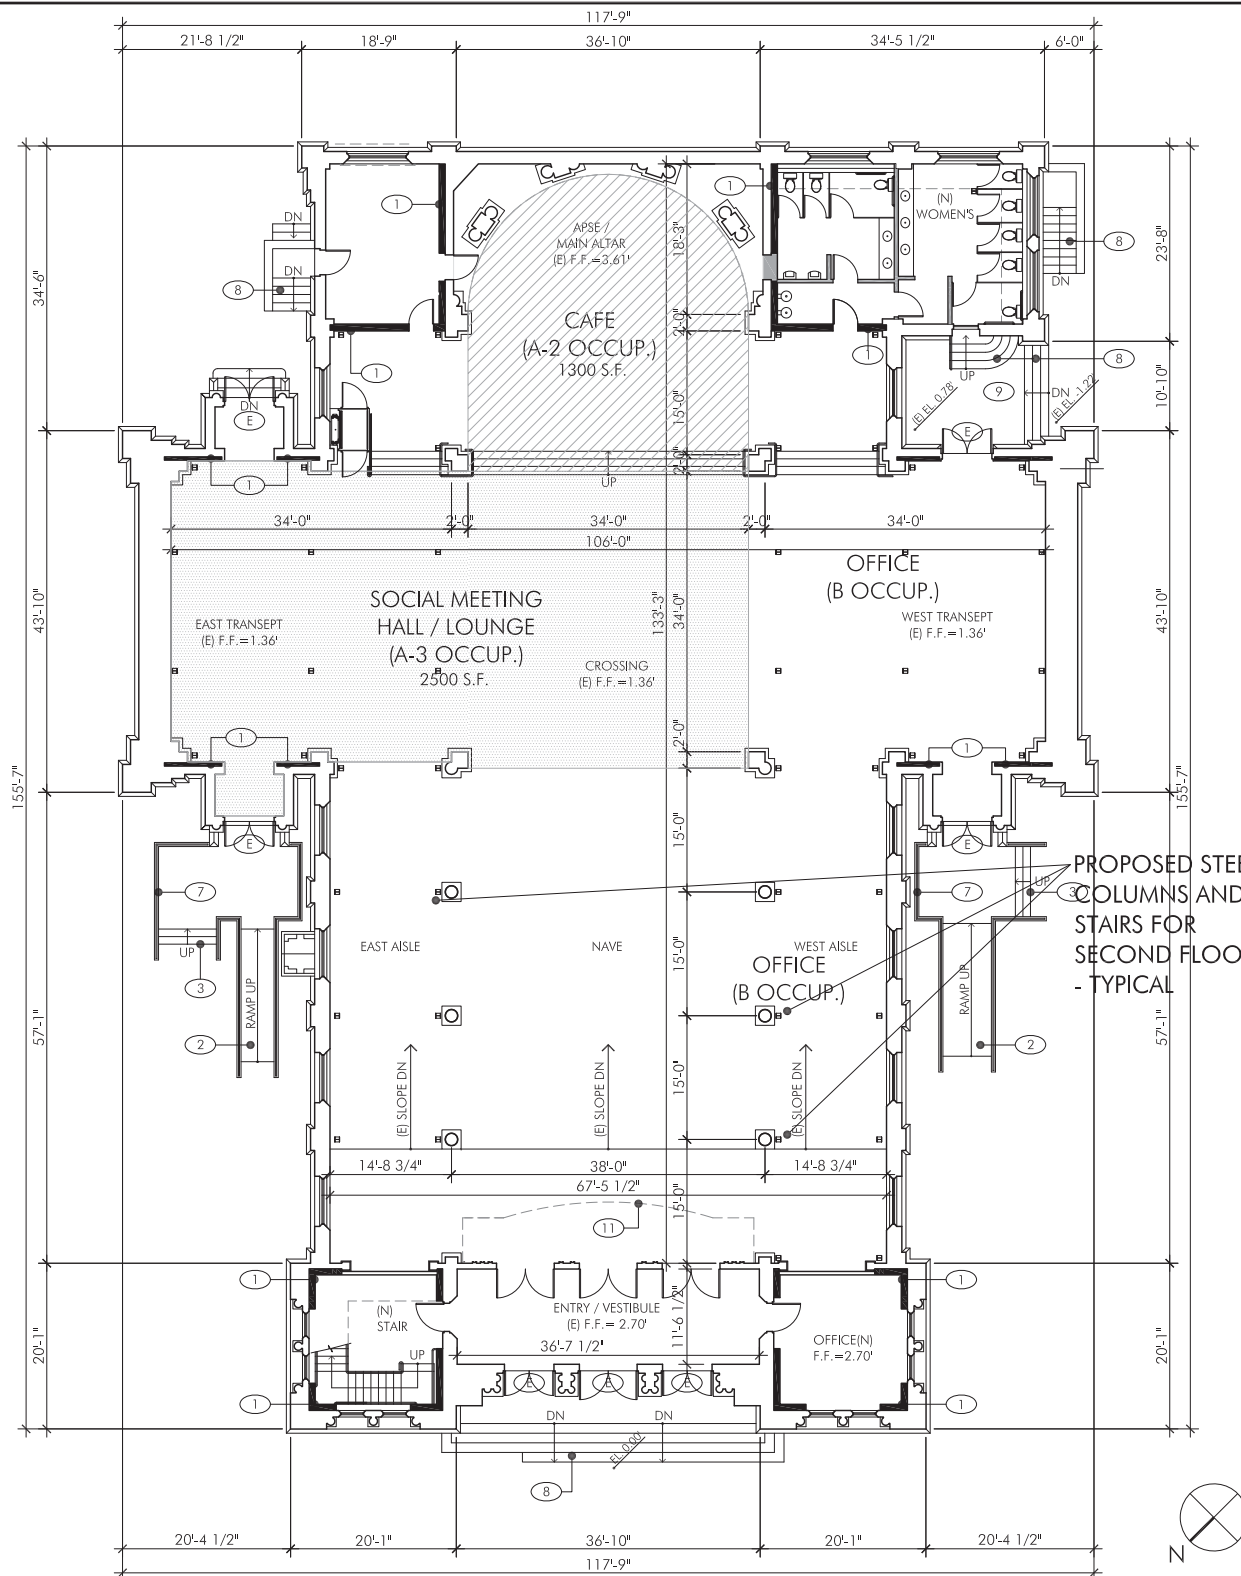 117'-9"
21'-8 1/2" 18'-9" 36'-10" 34'-5 1/2" 6'-0"
155'-7"
34'-6"
43'-10"
57'-1"
20'-1"
DN
DN
8
1
1
DN
E
APSE /
MAIN ALTAR
(E) F.F.=3.61'
CAFE
(A-2 OCCUP.)
1300 S.F.
18'-3"
2'-0"
15'-0"
2'-0"
UP
1
1
(N)
WOMEN'S
8
DN
8
UP
9
DN
(E) EL. 0.78'
(E) EL. -1.22'
E
23'-8"
10'-10"
43'-10"
57'-1"
20'-1"
155'-7"
1
34'-0" 2'-0" 34'-0" 2'-0" 34'-0"
106'-0"
OFFICE
(B OCCUP.)
SOCIAL MEETING
HALL / LOUNGE
(A-3 OCCUP.)
2500 S.F.
EAST TRANSEPT
(E) F.F.=1.36'
CROSSING
(E) F.F.=1.36'
WEST TRANSEPT
(E) F.F.=1.36'
133'-3"
34'-0"
2'-0"
1
1
E
E
7
7
UP
3
UP
3
RAMP UP
RAMP UP
2
2
PROPOSED STEE
COLUMNS AND
STAIRS FOR
SECOND FLOO
- TYPICAL
15'-0"
15'-0"
15'-0"
15'-0"
EAST AISLE NAVE WEST AISLE
OFFICE
(B OCCUP.)
(E) SLOPE DN
(E) SLOPE DN
(E) SLOPE DN
14'-8 3/4" 38'-0" 14'-8 3/4"
67'-5 1/2"
11
1
1
(N)
STAIR
UP
ENTRY / VESTIBULE
(E) F.F.= 2.70'
36'-7 1/2"
11'-6 1/2"
OFFICE(N)
F.F.=2.70'
1
1
E E E
DN DN
EL. 0.00'
8
N
20'-4 1/2" 20'-1" 36'-10" 20'-1" 20'-4 1/2"
117'-9"